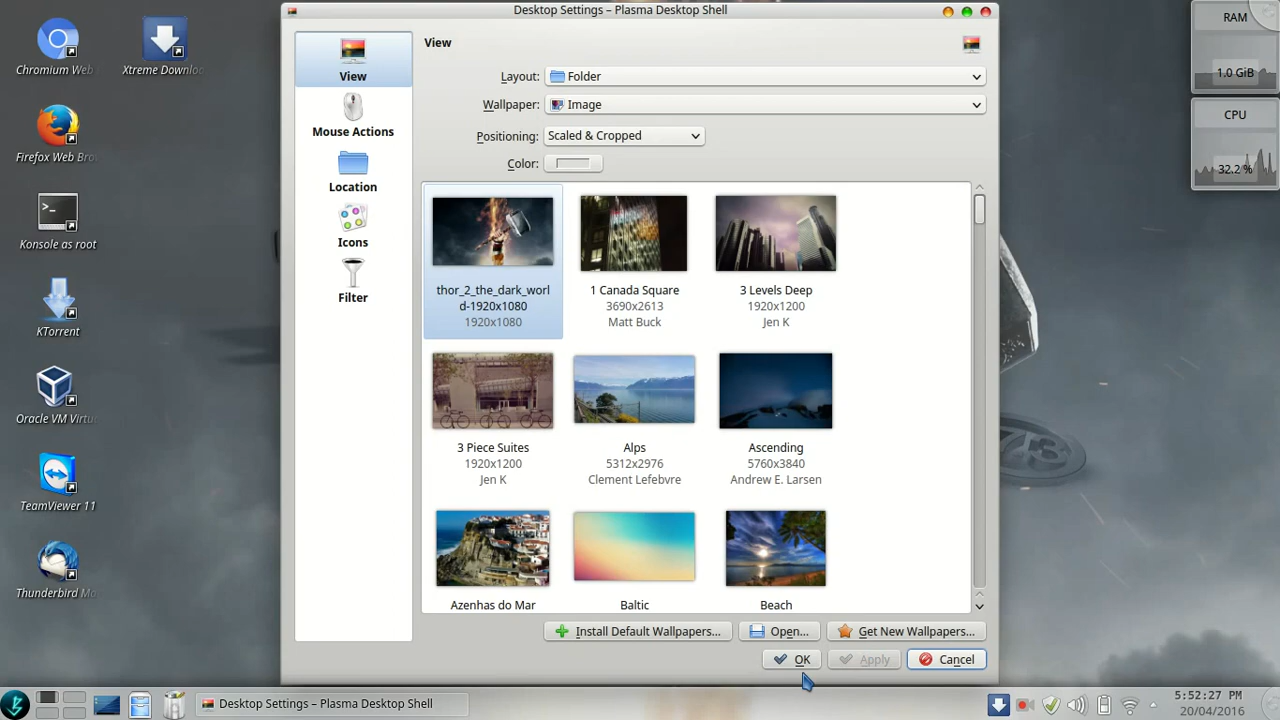 Desktop Settings – Plasma Desktop Shell
Chromium Web
Xtreme Downlo
Firefox Web Bro
Konsole as root
KTorrent
Oracle VM Virtu
TeamViewer 11
Thunderbird Ma
View
Mouse Actions
Location
Icons
Filter
View
Layout: Folder
Wallpaper: Image
Positioning: Scaled & Cropped
Color:
thor_2_the_dark_worl
d-1920x1080
1920x1080
1 Canada Square
3690x2613
Matt Buck
3 Levels Deep
1920x1200
Jen K
3 Piece Suites
1920x1200
Jen K
Alps
5312x2976
Clement Lefebvre
Ascending
5760x3840
Andrew E. Larsen
Azenhas do Mar
Baltic
Beach
Install Default Wallpapers...
Open...
Get New Wallpapers...
OK
Apply
Cancel
RAM
1.0 GiB
CPU
32.2 %
73
Desktop Settings – Plasma Desktop Shell
5:52:27 PM
20/04/2016